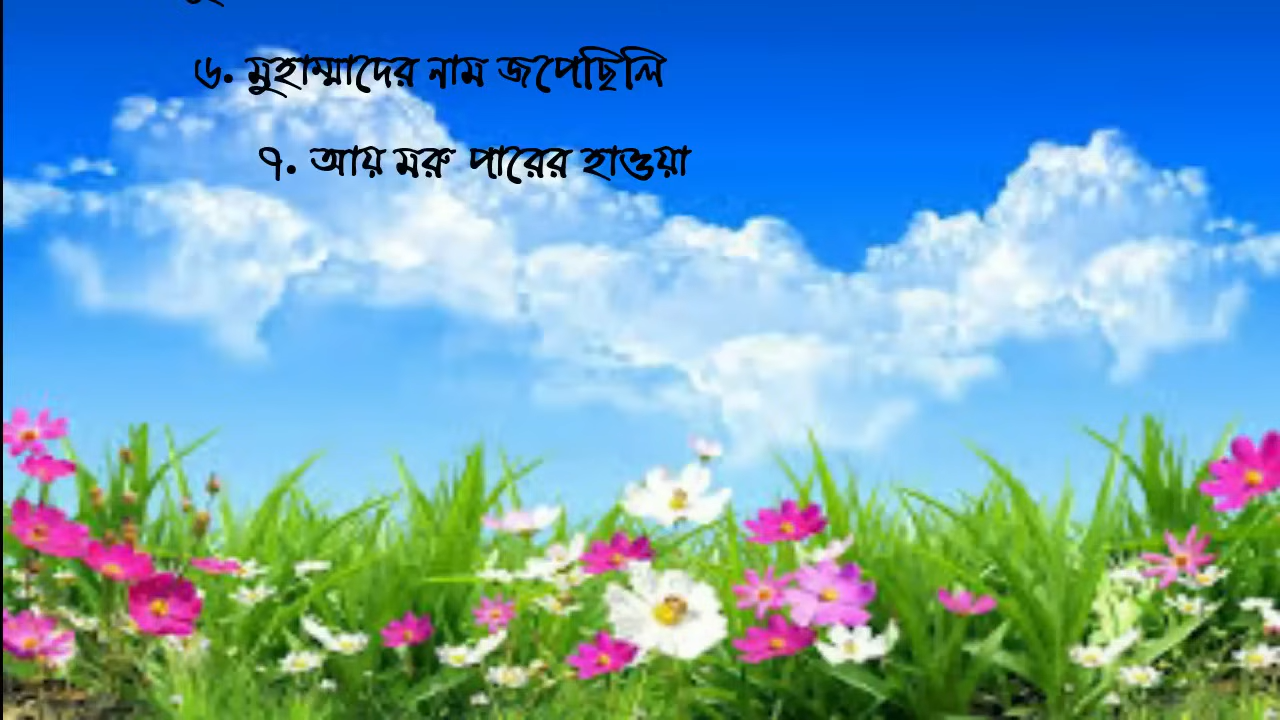 ৬. মুহাম্মাদের নাম জপেছিলি
৭. আয় মরু পারের হাওয়া